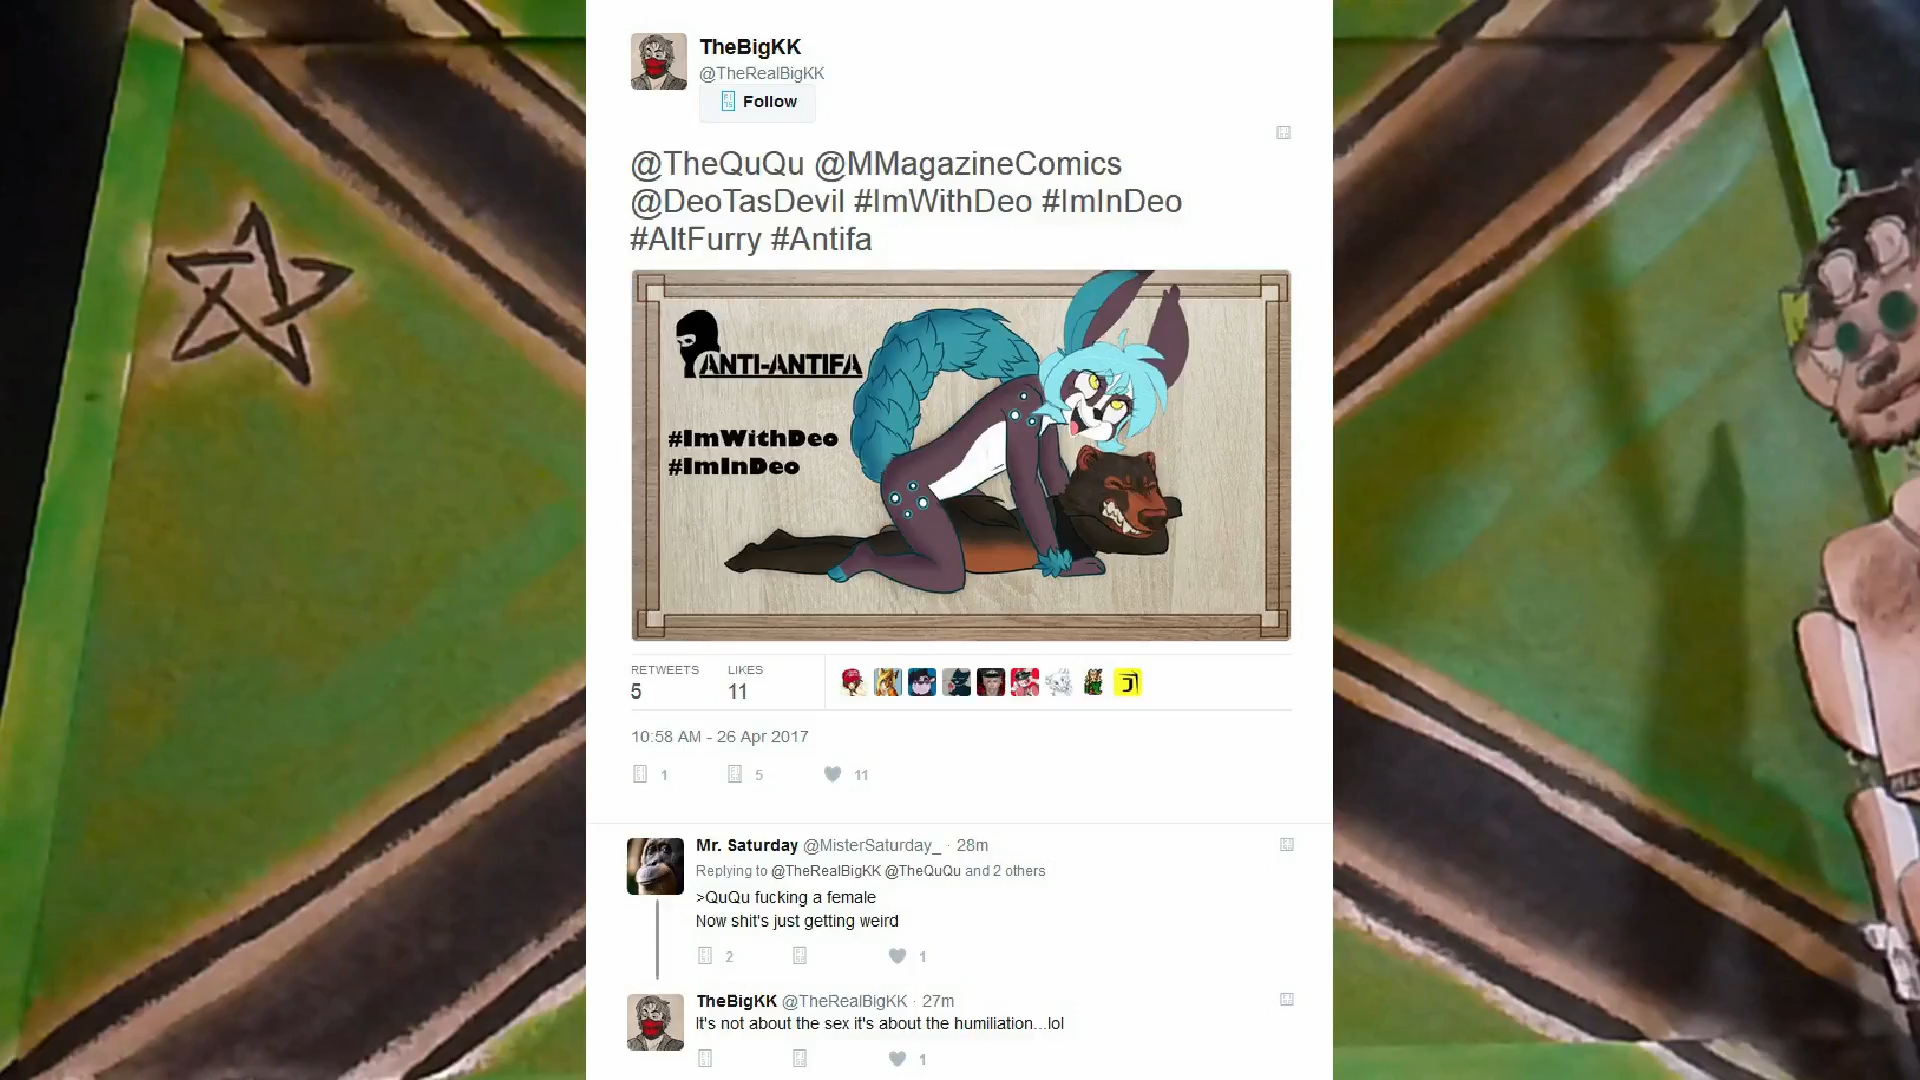 TheBigKK
@TheRealBigKK
Follow
@TheQuQu @MMagazineComics
@DeoTasDevil #ImWithDeo #ImInDeo
#AltFurry #Antifa
ANTI-ANTIFA
#ImWithDeo
#ImInDeo
RETWEETS
LIKES
5
11
10:58 AM - 26 Apr 2017
1
5
11
Mr. Saturday @MisterSaturday_ · 28m
Replying to @TheRealBigKK @TheQuQu and 2 others
>QuQu fucking a female
Now shit's just getting weird
2
1
TheBigKK @TheRealBigKK · 27m
It's not about the sex it's about the humiliation...lol
1